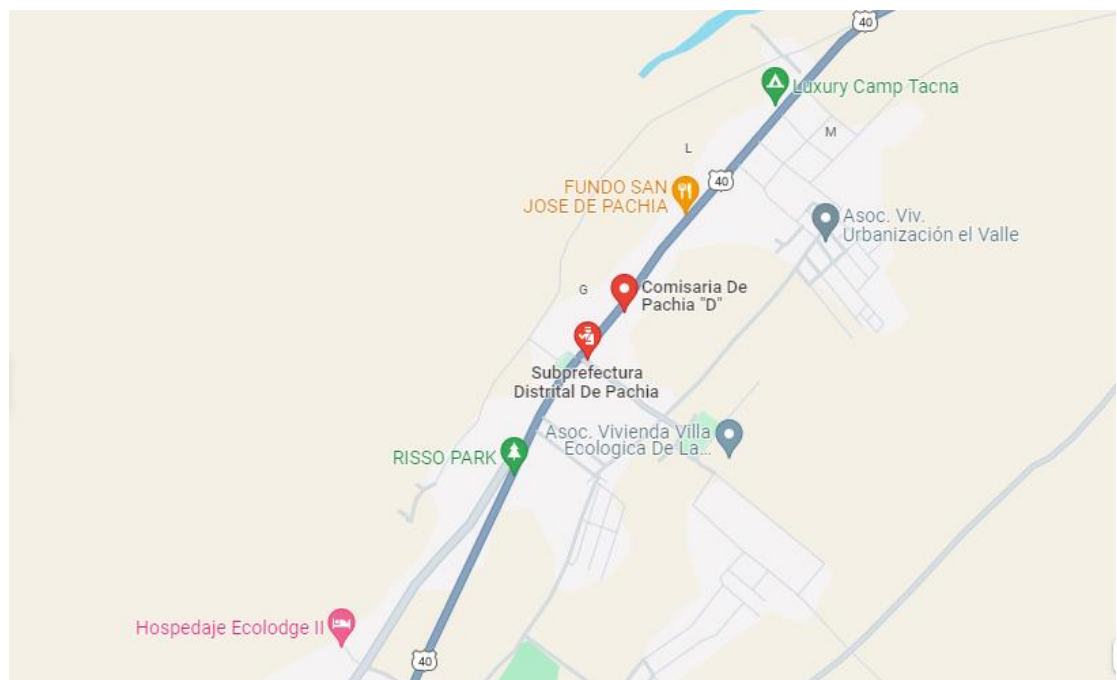 40
Luxury Camp Tacna
M
L
40
FUNDO SAN
JOSE DE PACHIA
Asoc. Viv.
Urbanización el Valle
G
Comisaria De
Pachia "D"
Subprefectura
Distrital De Pachia
Asoc. Vivienda Villa
Ecologica De La...
RISSO PARK
Hospedaje Ecolodge II
40